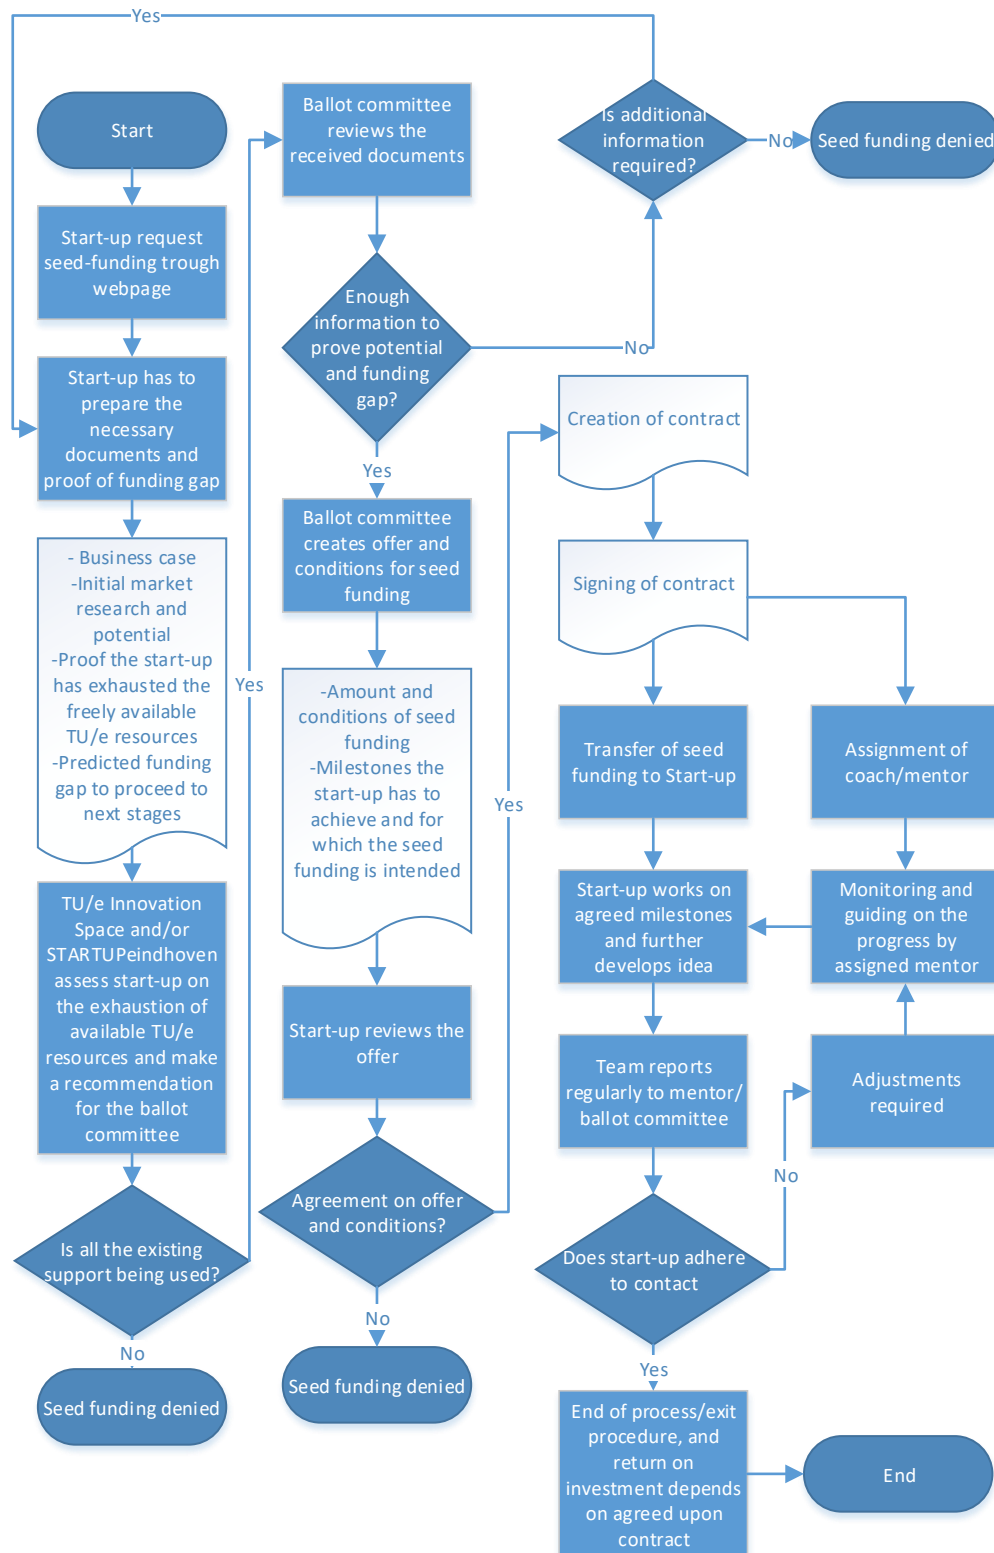 Yes
Start
Start-up request
seed-funding trough
webpage
Start-up has to
prepare the
necessary
documents and
proof of funding gap
- Business case
-Initial market
research and
potential
-Proof the start-up
has exhausted the
freely available
TU/e resources
-Predicted funding
gap to proceed to
next stages
TU/e Innovation
Space and/or
STARTUPeindhoven
assess start-up on
the exhaustion of
available TU/e
resources and make
a recommendation
for the ballot
committee
Is all the existing
support being used?
No
Seed funding denied
Yes
Ballot committee
reviews the
received documents
Enough
information to
prove potential
and funding
gap?
No
Is additional
information
required?
No
Seed funding denied
Yes
Ballot committee
creates offer and
conditions for seed
funding
-Amount and
conditions of seed
funding
-Milestones the
start-up has to
achieve and for
which the seed
funding is intended
Start-up reviews the
offer
Agreement on offer
and conditions?
No
Seed funding denied
Yes
Creation of contract
Signing of contract
Transfer of seed
funding to Start-up
Assignment of
coach/mentor
Start-up works on
agreed milestones
and further
develops idea
Monitoring and
guiding on the
progress by
assigned mentor
Team reports
regularly to mentor/
ballot committee
Adjustments
required
No
Does start-up adhere
to contact
Yes
End of process/exit
procedure, and
return on
investment depends
on agreed upon
contract
End